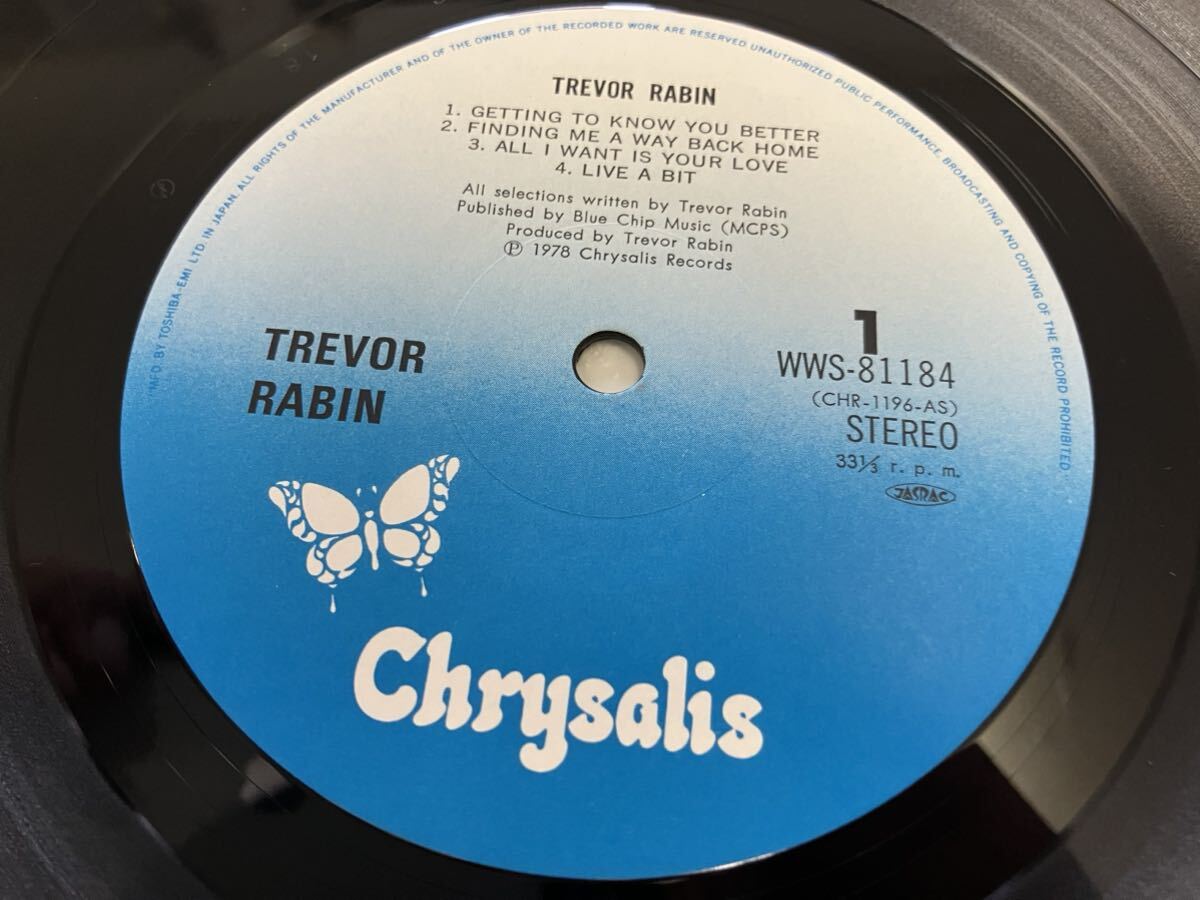 MF'D BY TOSHIBA-EMI LTD. IN JAPAN. ALL RIGHTS OF THE MANUFACTURER AND OF THE OWNER OF THE RECORDED WORK ARE RESERVED UNAUTHORIZED PUBLIC PERFORMANCE BROADCASTING AND COPYING OF THE RECORD PROHIBITED.
TREVOR RABIN
1. GETTING TO KNOW YOU BETTER
2. FINDING ME A WAY BACK HOME
3. ALL I WANT IS YOUR LOVE
4. LIVE A BIT
All selections written by Trevor Rabin
Published by Blue Chip Music (MCPS)
Produced by Trevor Rabin
℗ 1978 Chrysalis Records
TREVOR
RABIN
1
WWS-81184
(CHR-1196-AS)
STEREO
33⅓ r. p. m.
JASRAC
Chrysalis